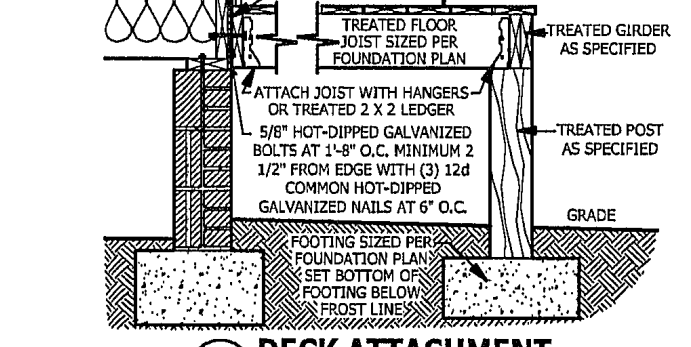 TREATED FLOOR
JOIST SIZED PER
FOUNDATION PLAN
TREATED GIRDER
AS SPECIFIED
ATTACH JOIST WITH HANGERS
OR TREATED 2 X 2 LEDGER
5/8" HOT-DIPPED GALVANIZED
BOLTS AT 1'-8" O.C. MINIMUM 2
1/2" FROM EDGE WITH (3) 12d
COMMON HOT-DIPPED
GALVANIZED NAILS AT 6" O.C.
TREATED POST
AS SPECIFIED
GRADE
FOOTING SIZED PER
FOUNDATION PLAN
SET BOTTOM OF
FOOTING BELOW
FROST LINE
DECK ATTACHMENT